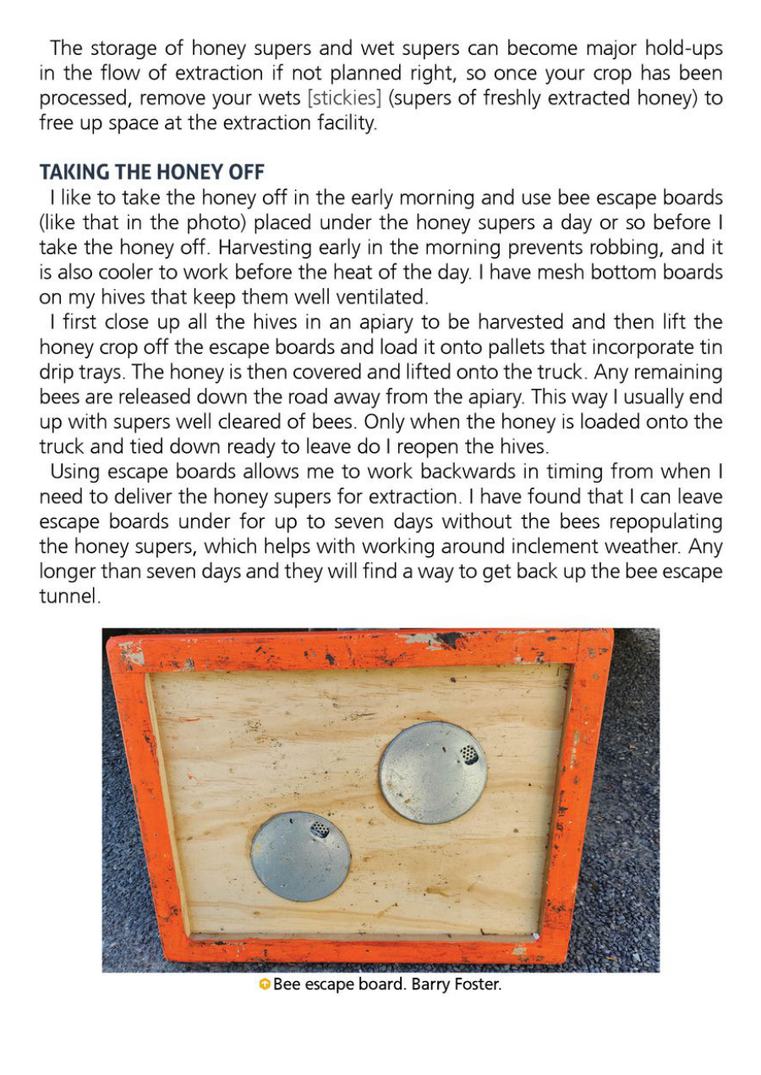 The storage of honey supers and wet supers can become major hold-ups
in the flow of extraction if not planned right, so once your crop has been
processed, remove your wets [stickies] (supers of freshly extracted honey) to
free up space at the extraction facility.
TAKING THE HONEY OFF
I like to take the honey off in the early morning and use bee escape boards
(like that in the photo) placed under the honey supers a day or so before I
take the honey off. Harvesting early in the morning prevents robbing, and it
is also cooler to work before the heat of the day. I have mesh bottom boards
on my hives that keep them well ventilated.
I first close up all the hives in an apiary to be harvested and then lift the
honey crop off the escape boards and load it onto pallets that incorporate tin
drip trays. The honey is then covered and lifted onto the truck. Any remaining
bees are released down the road away from the apiary. This way I usually end
up with supers well cleared of bees. Only when the honey is loaded onto the
truck and tied down ready to leave do I reopen the hives.
Using escape boards allows me to work backwards in timing from when I
need to deliver the honey supers for extraction. I have found that I can leave
escape boards under for up to seven days without the bees repopulating
the honey supers, which helps with working around inclement weather. Any
longer than seven days and they will find a way to get back up the bee escape
tunnel.
Bee escape board. Barry Foster.